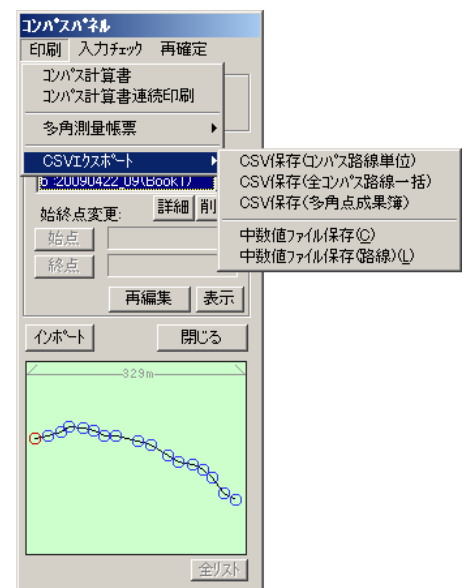 コンパスパネル
印刷 入力チェック 再確定
コンパス計算書
コンパス計算書連続印刷
多角測量帳票
CSVエクスポート
CSV保存(コンパス路線単位)
CSV保存(全コンパス路線一括)
CSV保存(多角点成果簿)
中数値ファイル保存(C)
中数値ファイル保存(路線)(L)
:20090422_09(Book1)
始終点変更: 詳細 削
始点
終点
再編集 表示
インポート 閉じる
329m
全リスト